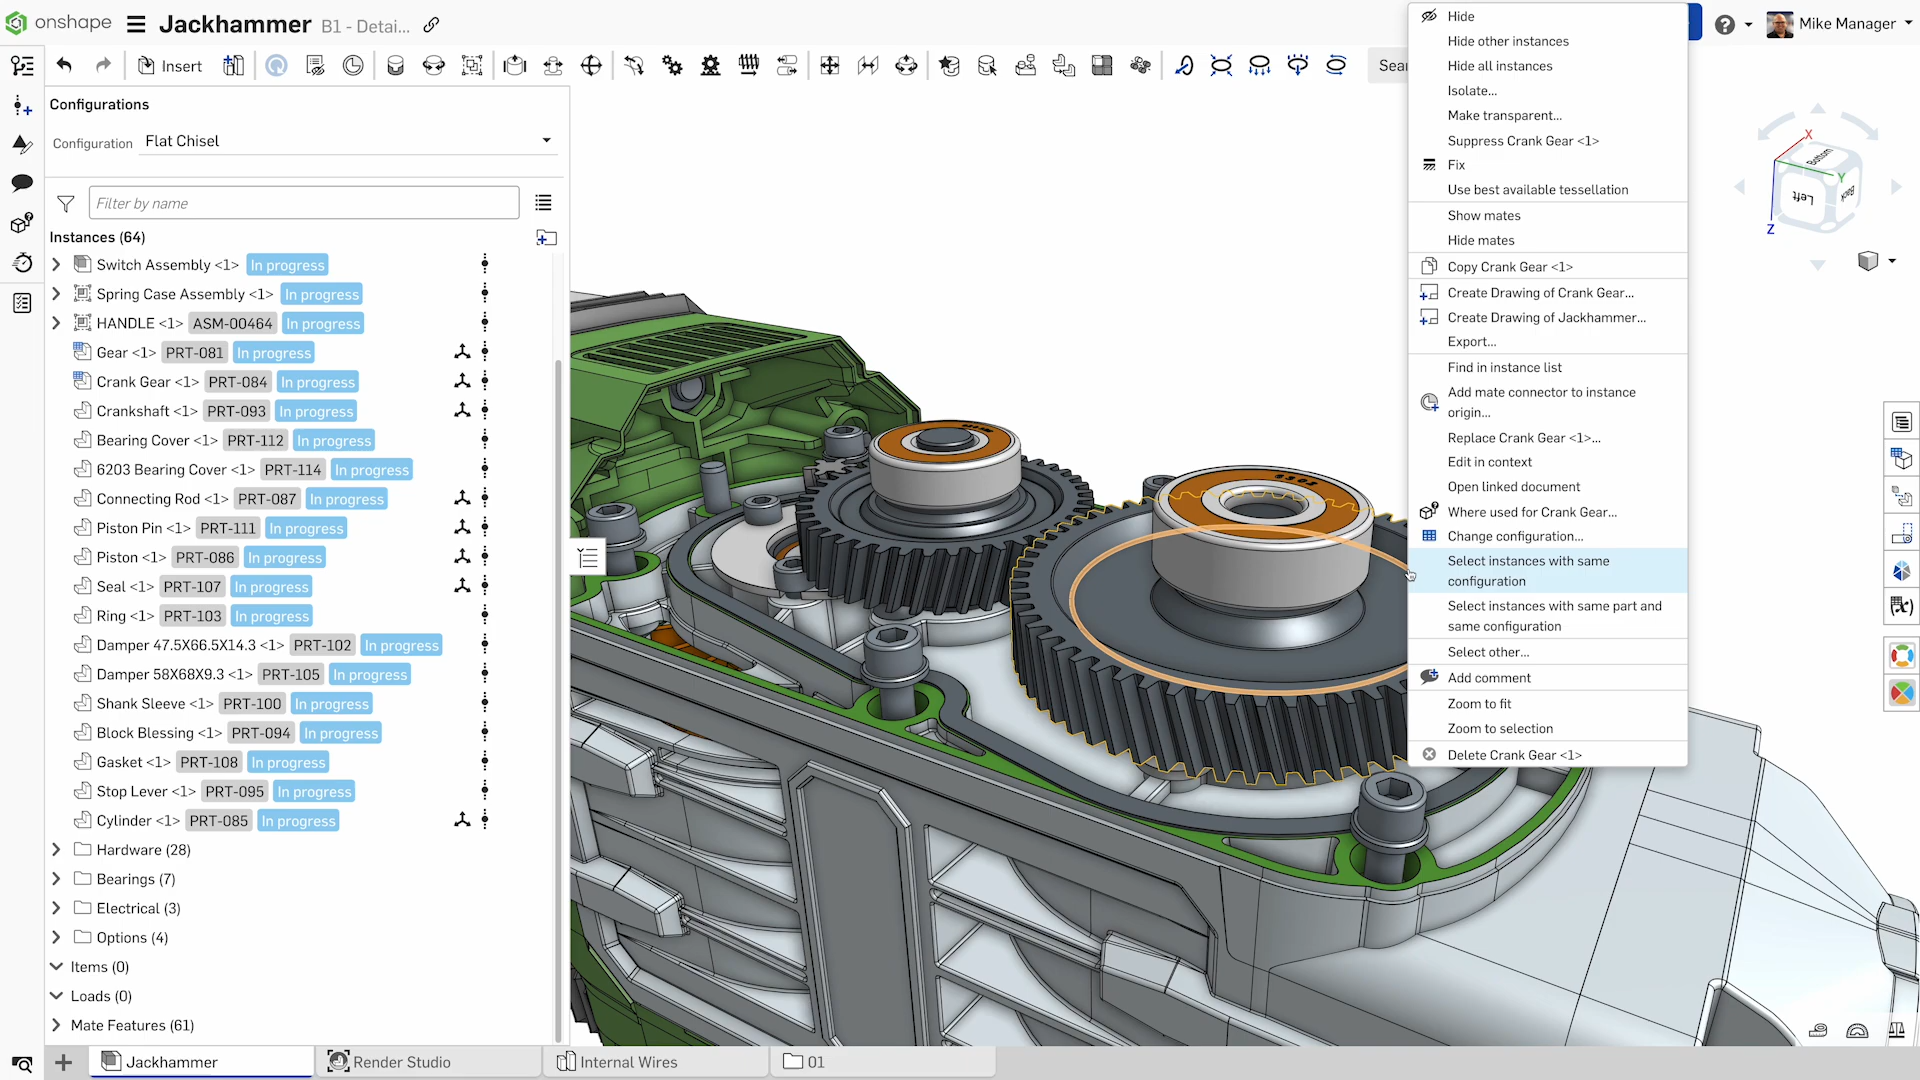 onshape
Jackhammer
B1 - Detai...
Mike Manager
Insert
Sear
Configurations
Configuration
Flat Chisel
Filter by name
Instances (64)
Switch Assembly <1> In progress
Spring Case Assembly <1> In progress
HANDLE <1> ASM-00464 In progress
Gear <1> PRT-081 In progress
Crank Gear <1> PRT-084 In progress
Crankshaft <1> PRT-093 In progress
Bearing Cover <1> PRT-112 In progress
6203 Bearing Cover <1> PRT-114 In progress
Connecting Rod <1> PRT-087 In progress
Piston Pin <1> PRT-111 In progress
Piston <1> PRT-086 In progress
Seal <1> PRT-107 In progress
Ring <1> PRT-103 In progress
Damper 47.5X66.5X14.3 <1> PRT-102 In progress
Damper 58X68X9.3 <1> PRT-105 In progress
Shank Sleeve <1> PRT-100 In progress
Block Blessing <1> PRT-094 In progress
Gasket <1> PRT-108 In progress
Stop Lever <1> PRT-095 In progress
Cylinder <1> PRT-085 In progress
Hardware (28)
Bearings (7)
Electrical (3)
Options (4)
Items (0)
Loads (0)
Mate Features (61)
Hide
Hide other instances
Hide all instances
Isolate...
Make transparent...
Suppress Crank Gear <1>
Fix
Use best available tessellation
Show mates
Hide mates
Copy Crank Gear <1>
Create Drawing of Crank Gear...
Create Drawing of Jackhammer...
Export...
Find in instance list
Add mate connector to instance
origin...
Replace Crank Gear <1>...
Edit in context
Open linked document
Where used for Crank Gear...
Change configuration...
Select instances with same
configuration
Select instances with same part and
same configuration
Select other...
Add comment
Zoom to fit
Zoom to selection
Delete Crank Gear <1>
X
Bottom
Y
Left
Back
Z
(x)
Jackhammer
Render Studio
Internal Wires
01